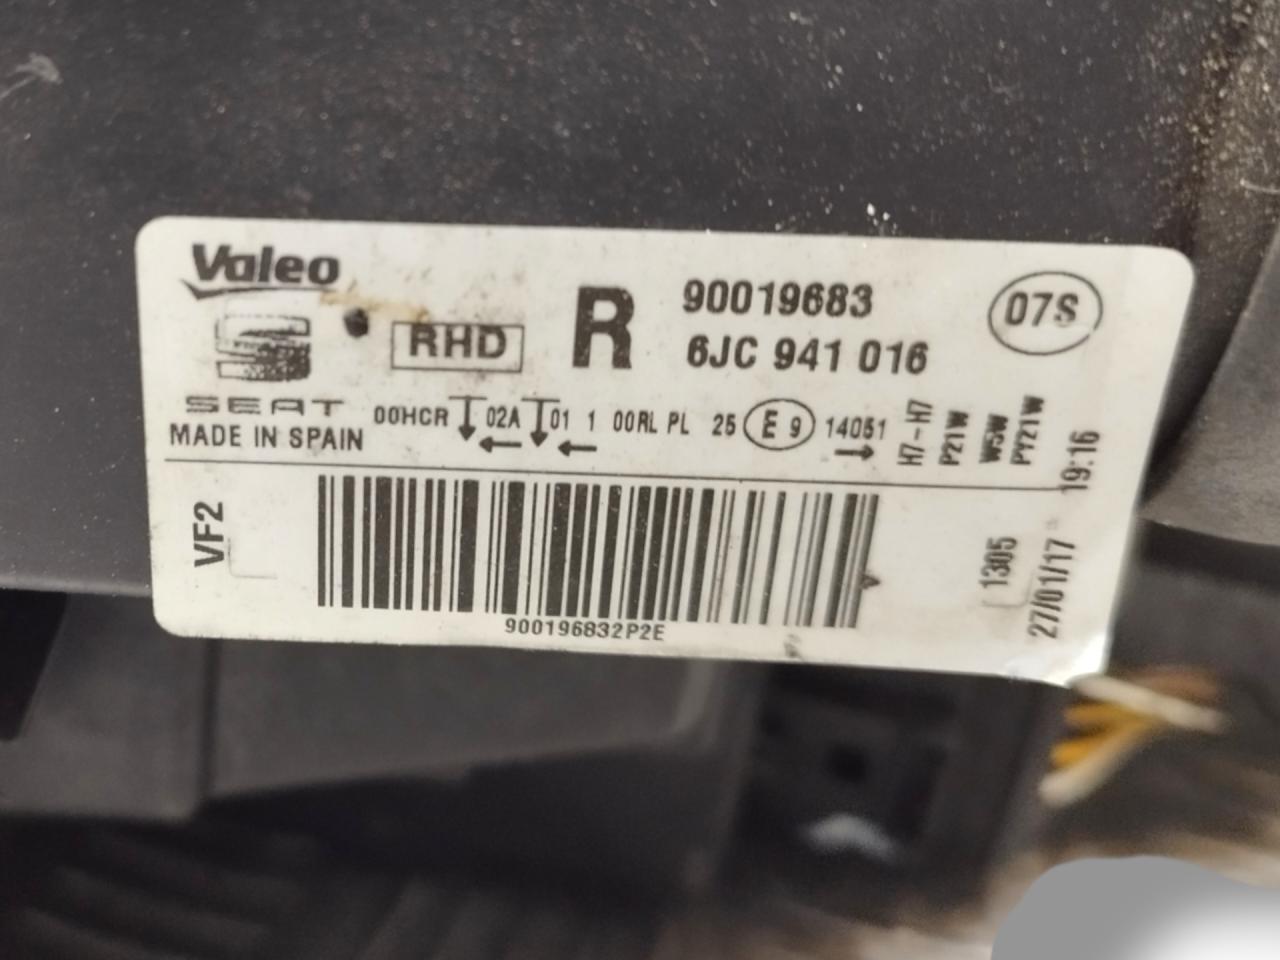 Valeo
SEAT
MADE IN SPAIN
RHD
R
90019683
6JC 941 016
07S
00HCR 02A 01 1 00RL PL 25 E 9 14051
H7-H7
P21W
W5W
PY21W
19:16
VF2
900196832P2E
1305
27/01/17